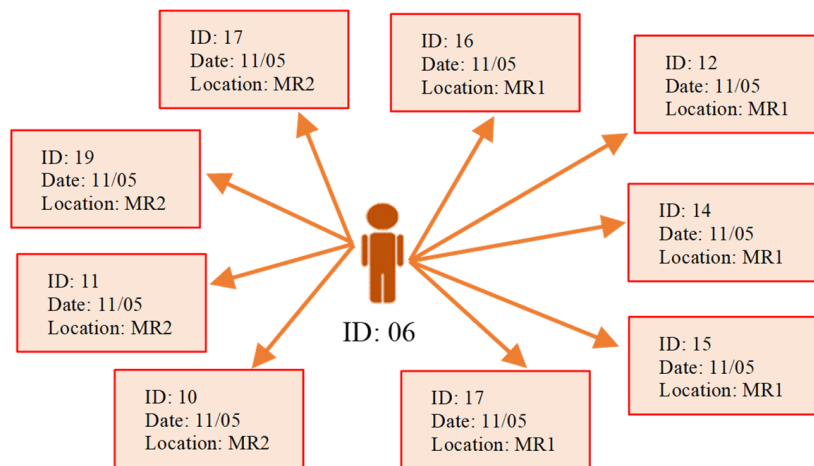 ID: 17
Date: 11/05
Location: MR2
ID: 16
Date: 11/05
Location: MR1
ID: 12
Date: 11/05
Location: MR1
ID: 19
Date: 11/05
Location: MR2
ID: 14
Date: 11/05
Location: MR1
ID: 11
Date: 11/05
Location: MR2
ID: 06
ID: 15
Date: 11/05
Location: MR1
ID: 10
Date: 11/05
Location: MR2
ID: 17
Date: 11/05
Location: MR1